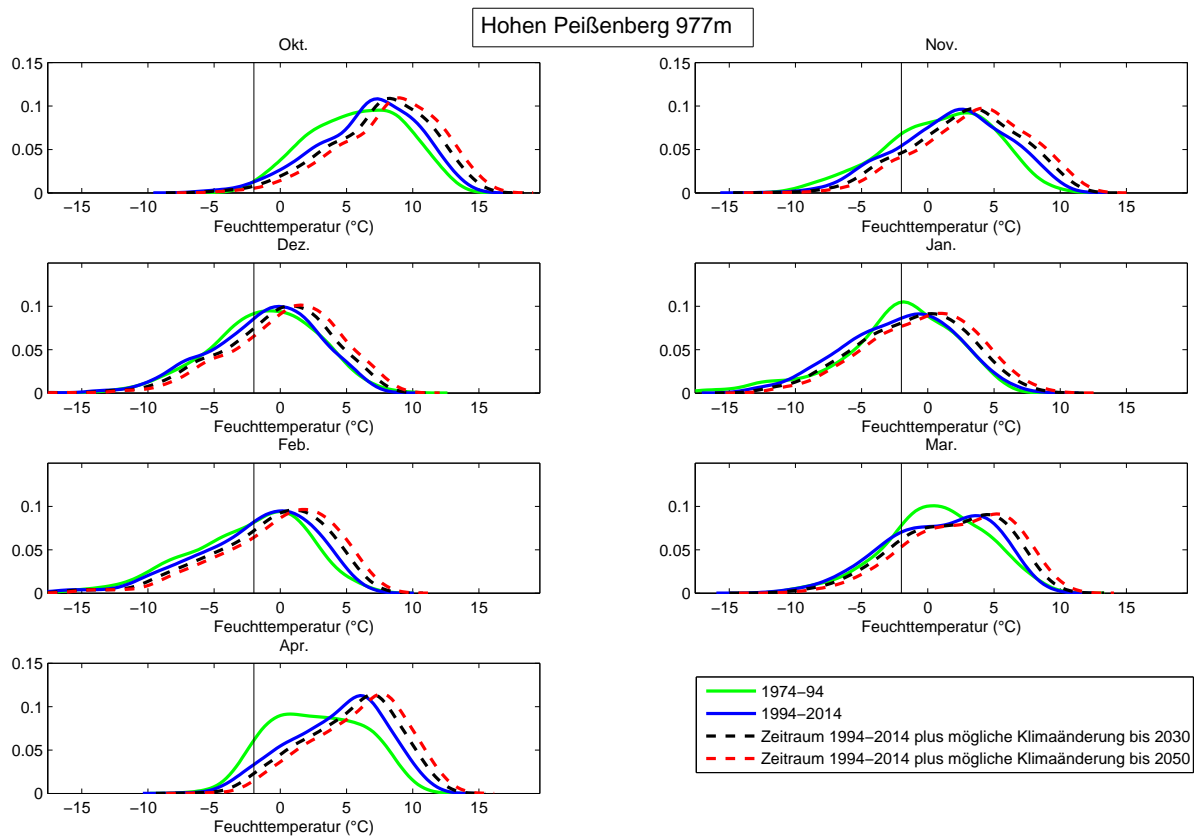 Hohen Peißenberg 977m
Okt.
0.15
0.1
0.05
0
−15 −10 −5 0 5 10 15
Feuchttemperatur (°C)
Nov.
0.15
0.1
0.05
0
−15 −10 −5 0 5 10 15
Feuchttemperatur (°C)
Dez.
0.1
0.05
0
−15 −10 −5 0 5 10 15
Feuchttemperatur (°C)
Jan.
0.1
0.05
0
−15 −10 −5 0 5 10 15
Feuchttemperatur (°C)
Feb.
0.1
0.05
0
−15 −10 −5 0 5 10 15
Feuchttemperatur (°C)
Mar.
0.1
0.05
0
−15 −10 −5 0 5 10 15
Feuchttemperatur (°C)
Apr.
0.15
0.1
0.05
0
−15 −10 −5 0 5 10 15
Feuchttemperatur (°C)
1974−94
1994−2014
Zeitraum 1994−2014 plus mögliche Klimaänderung bis 2030
Zeitraum 1994−2014 plus mögliche Klimaänderung bis 2050